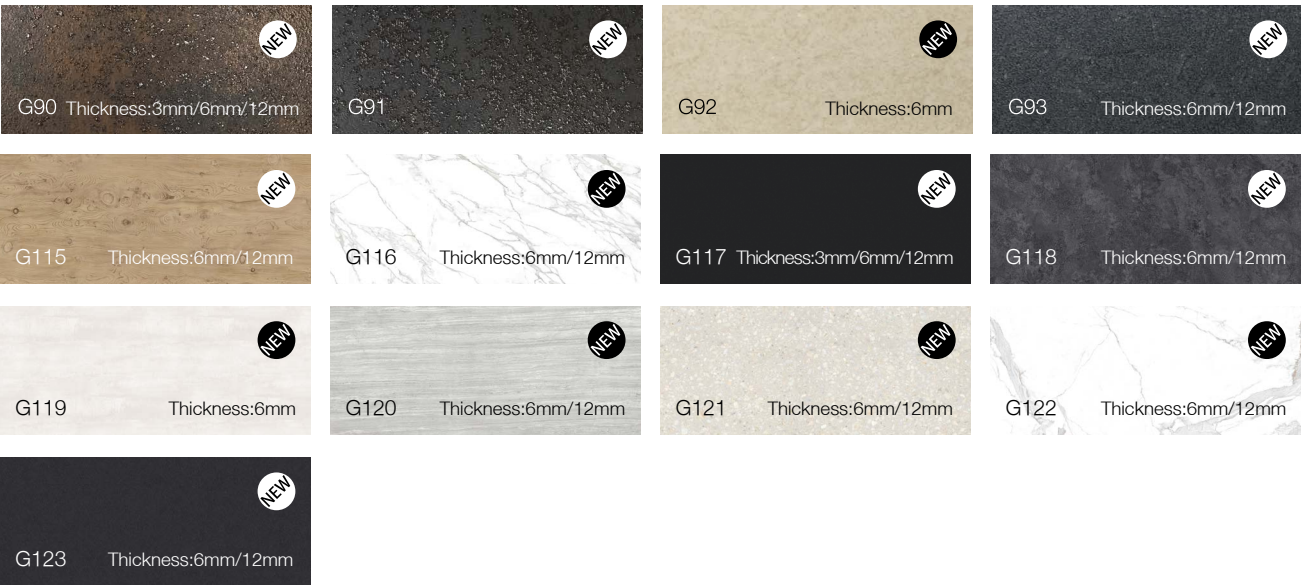 NEW
G90 Thickness:3mm/6mm/12mm
NEW
G91
NEW
G92 Thickness:6mm
NEW
G93 Thickness:6mm/12mm
NEW
G115 Thickness:6mm/12mm
NEW
G116 Thickness:6mm/12mm
NEW
G117 Thickness:3mm/6mm/12mm
NEW
G118 Thickness:6mm/12mm
NEW
G119 Thickness:6mm
NEW
G120 Thickness:6mm/12mm
NEW
G121 Thickness:6mm/12mm
NEW
G122 Thickness:6mm/12mm
NEW
G123 Thickness:6mm/12mm